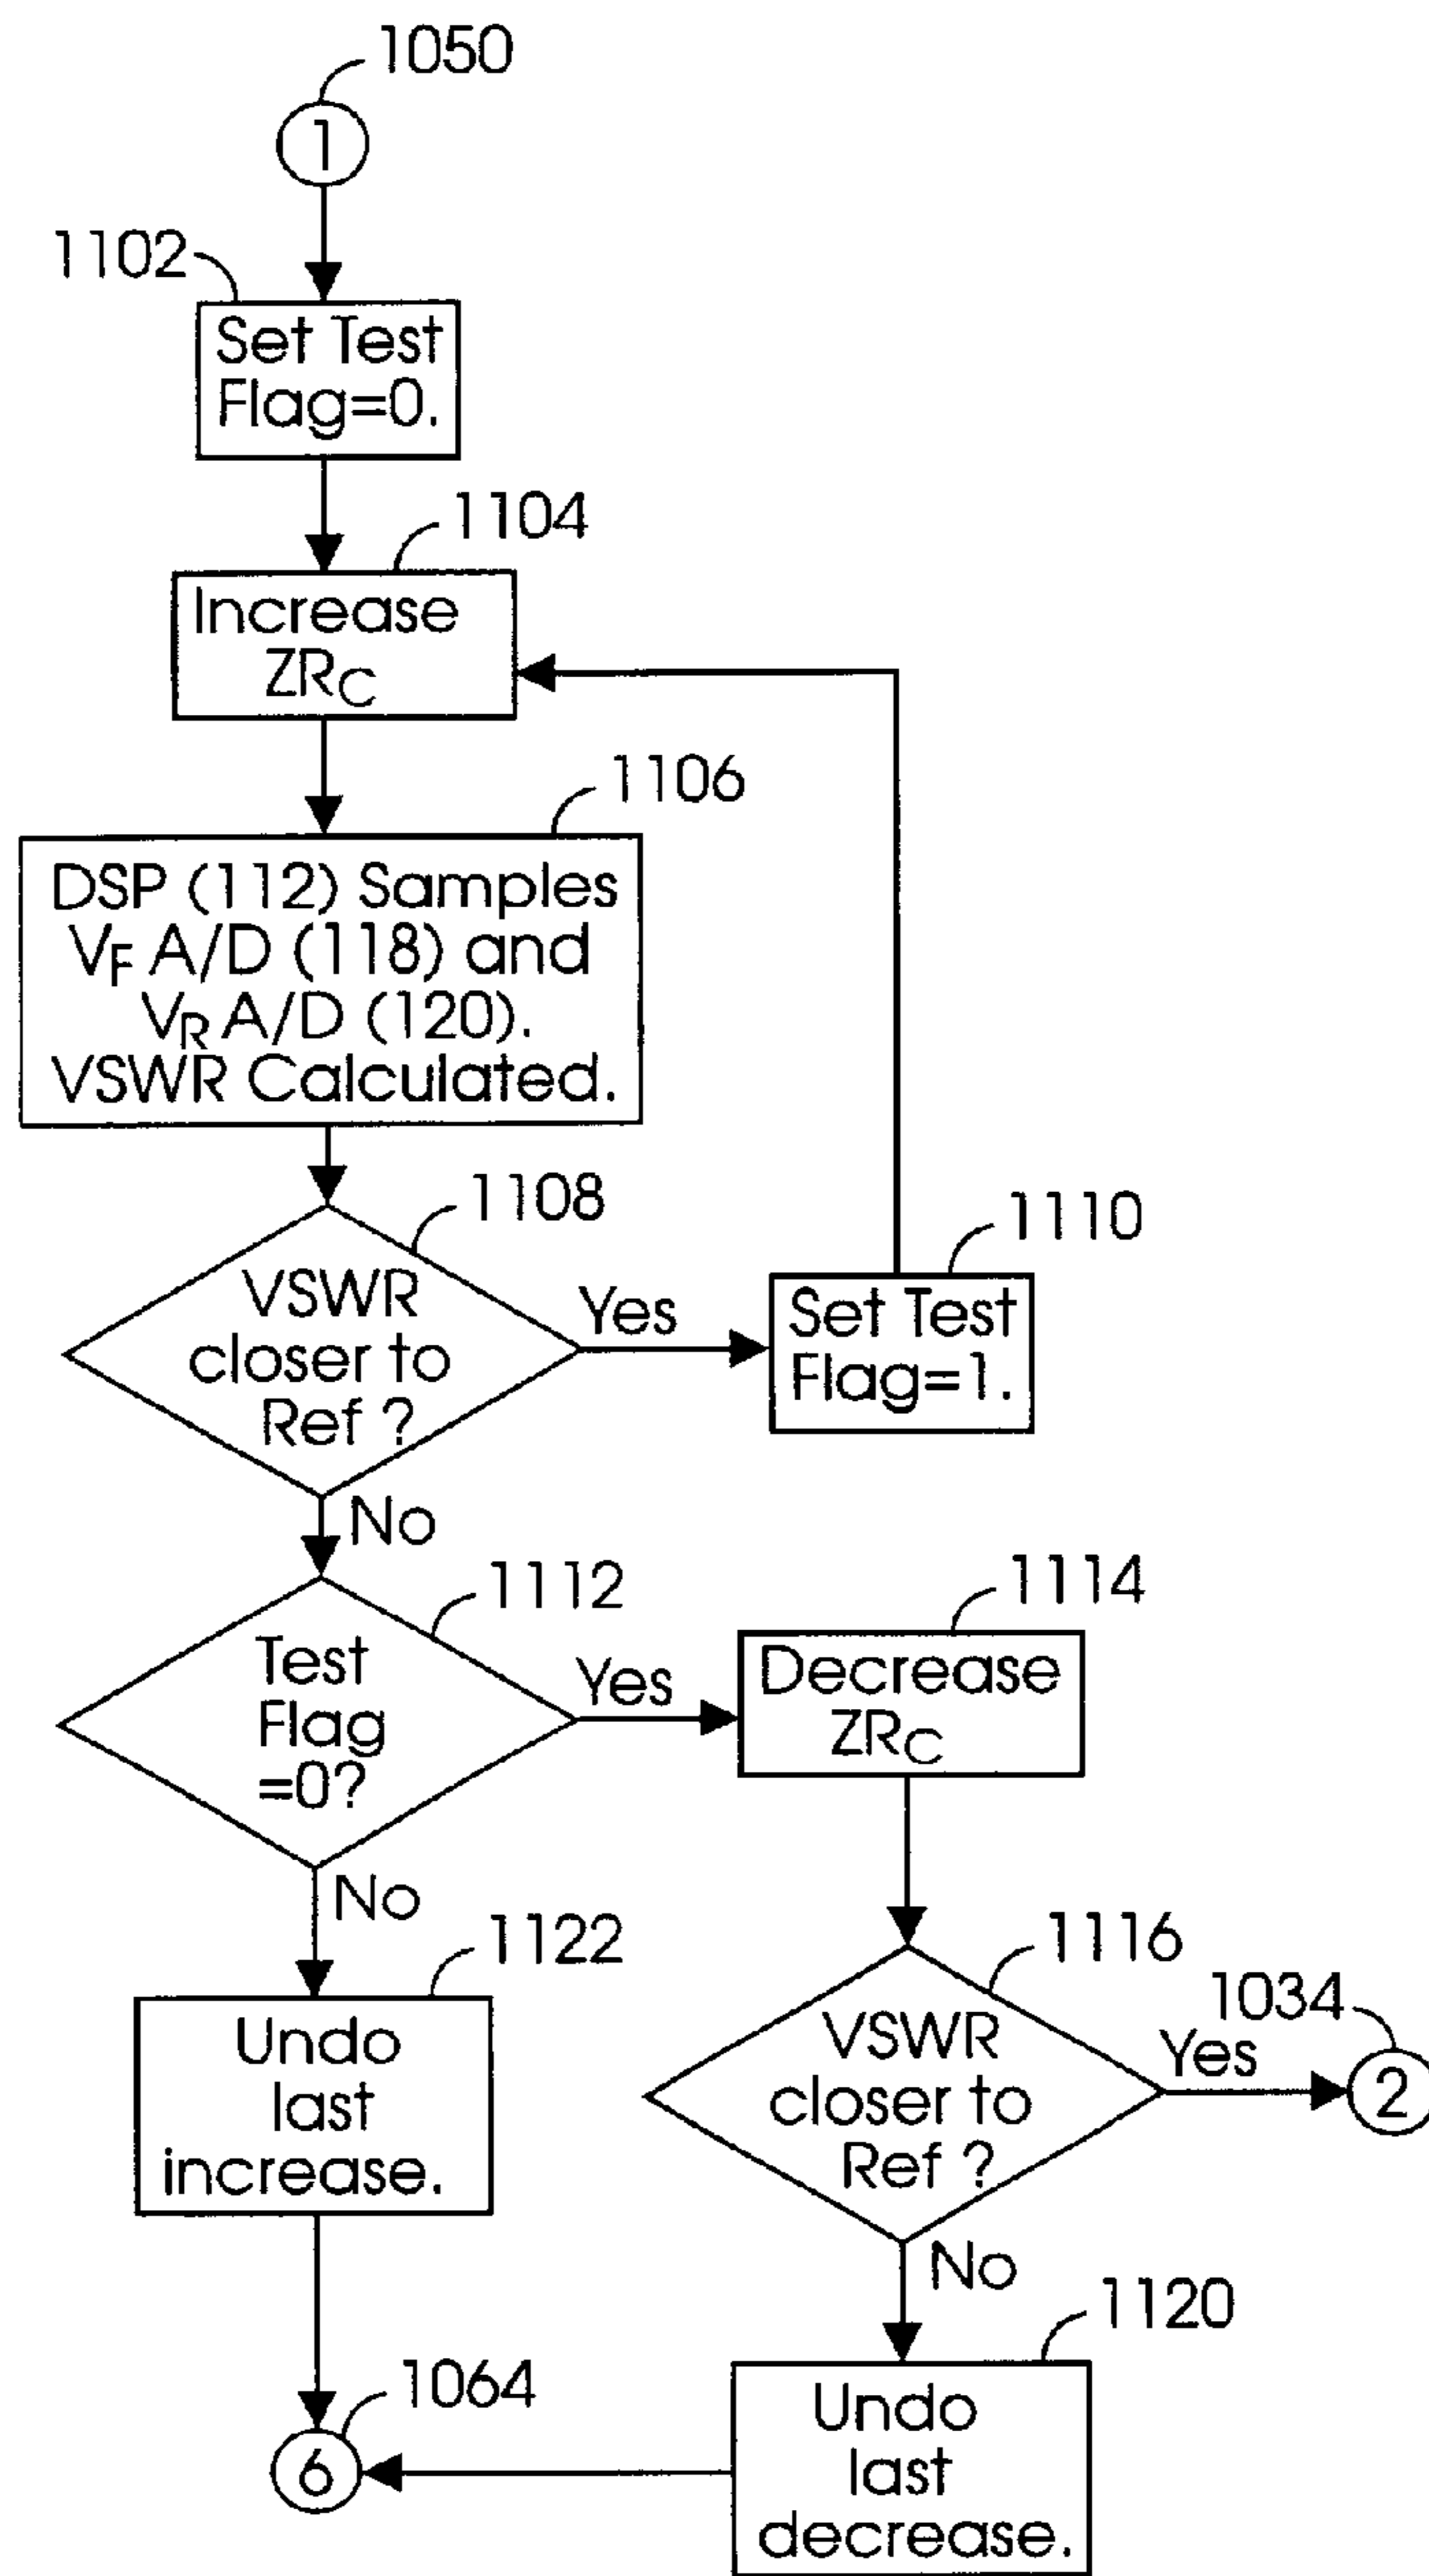 1050
1
1102
Set Test
Flag=0.
1104
Increase
ZRC
1106
DSP (112) Samples
VF A/D (118) and
VR A/D (120).
VSWR Calculated.
1108
VSWR
closer to
Ref ?
Yes
1110
Set Test
Flag=1.
No
1112
Test
Flag
=0?
Yes
1114
Decrease
ZRC
No
1122
Undo
last
increase.
1116
VSWR
closer to
Ref ?
Yes
1034
2
No
1120
Undo
last
decrease.
1064
6